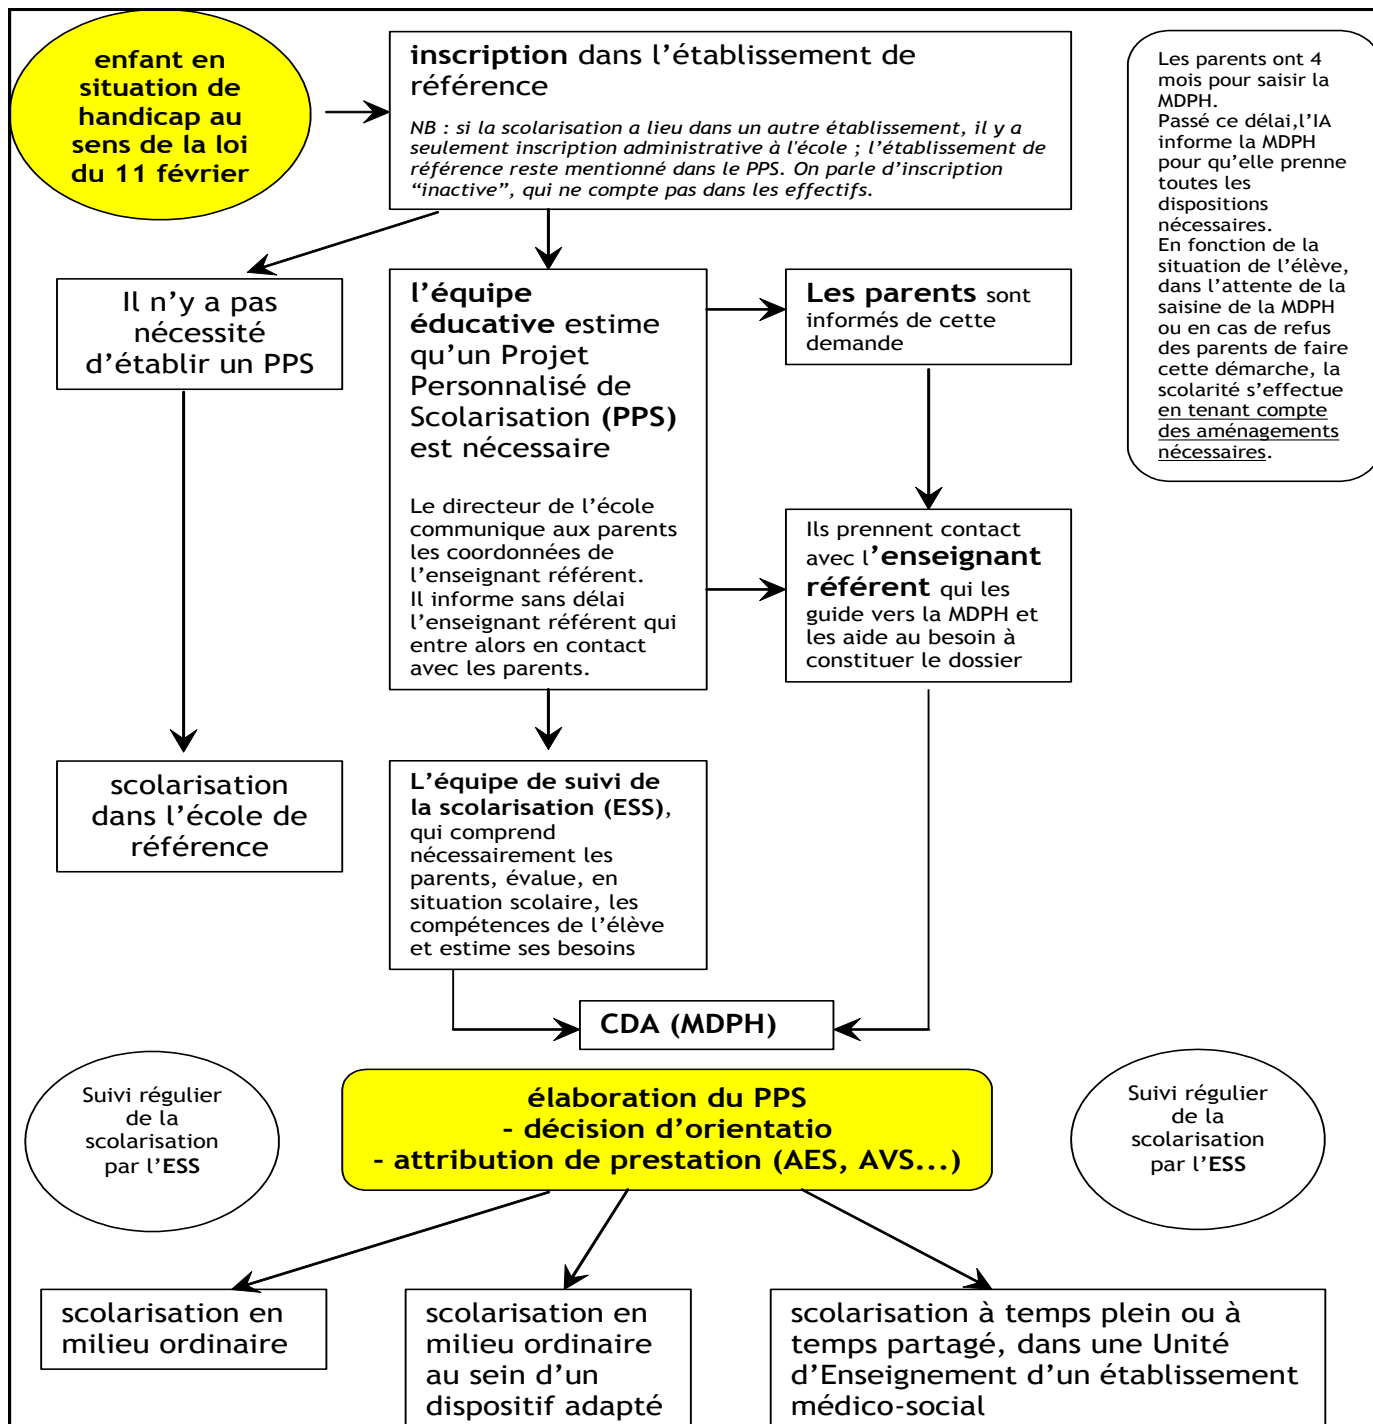 enfant en
situation de
handicap au
sens de la loi
du 11 février
inscription dans l’établissement de
référence
NB : si la scolarisation a lieu dans un autre établissement, il y a
seulement inscription administrative à l'école ; l’établissement de
référence reste mentionné dans le PPS. On parle d’inscription
“inactive”, qui ne compte pas dans les effectifs.
Les parents ont 4
mois pour saisir la
MDPH.
Passé ce délai,l’IA
informe la MDPH
pour qu’elle prenne
toutes les
dispositions
nécessaires.
En fonction de la
situation de l’élève,
dans l’attente de la
saisine de la MDPH
ou en cas de refus
des parents de faire
cette démarche, la
scolarité s’effectue
en tenant compte
des aménagements
nécessaires.
Il n’y a pas
nécessité
d’établir un PPS
l’équipe
éducative estime
qu’un Projet
Personnalisé de
Scolarisation (PPS)
est nécessaire
Le directeur de l’école
communique aux parents
les coordonnées de
l’enseignant référent.
Il informe sans délai
l’enseignant référent qui
entre alors en contact
avec les parents.
Les parents sont
informés de cette
demande
Ils prennent contact
avec l’enseignant
référent qui les
guide vers la MDPH et
les aide au besoin à
constituer le dossier
scolarisation
dans l’école de
référence
L’équipe de suivi de
la scolarisation (ESS),
qui comprend
nécessairement les
parents, évalue, en
situation scolaire, les
compétences de l’élève
et estime ses besoins
CDA (MDPH)
Suivi régulier
de la
scolarisation
par l’ESS
élaboration du PPS
- décision d’orientatio
- attribution de prestation (AES, AVS...)
Suivi régulier
de la
scolarisation
par l’ESS
scolarisation en
milieu ordinaire
scolarisation en
milieu ordinaire
au sein d’un
dispositif adapté
scolarisation à temps plein ou à
temps partagé, dans une Unité
d’Enseignement d’un établissement
médico-social